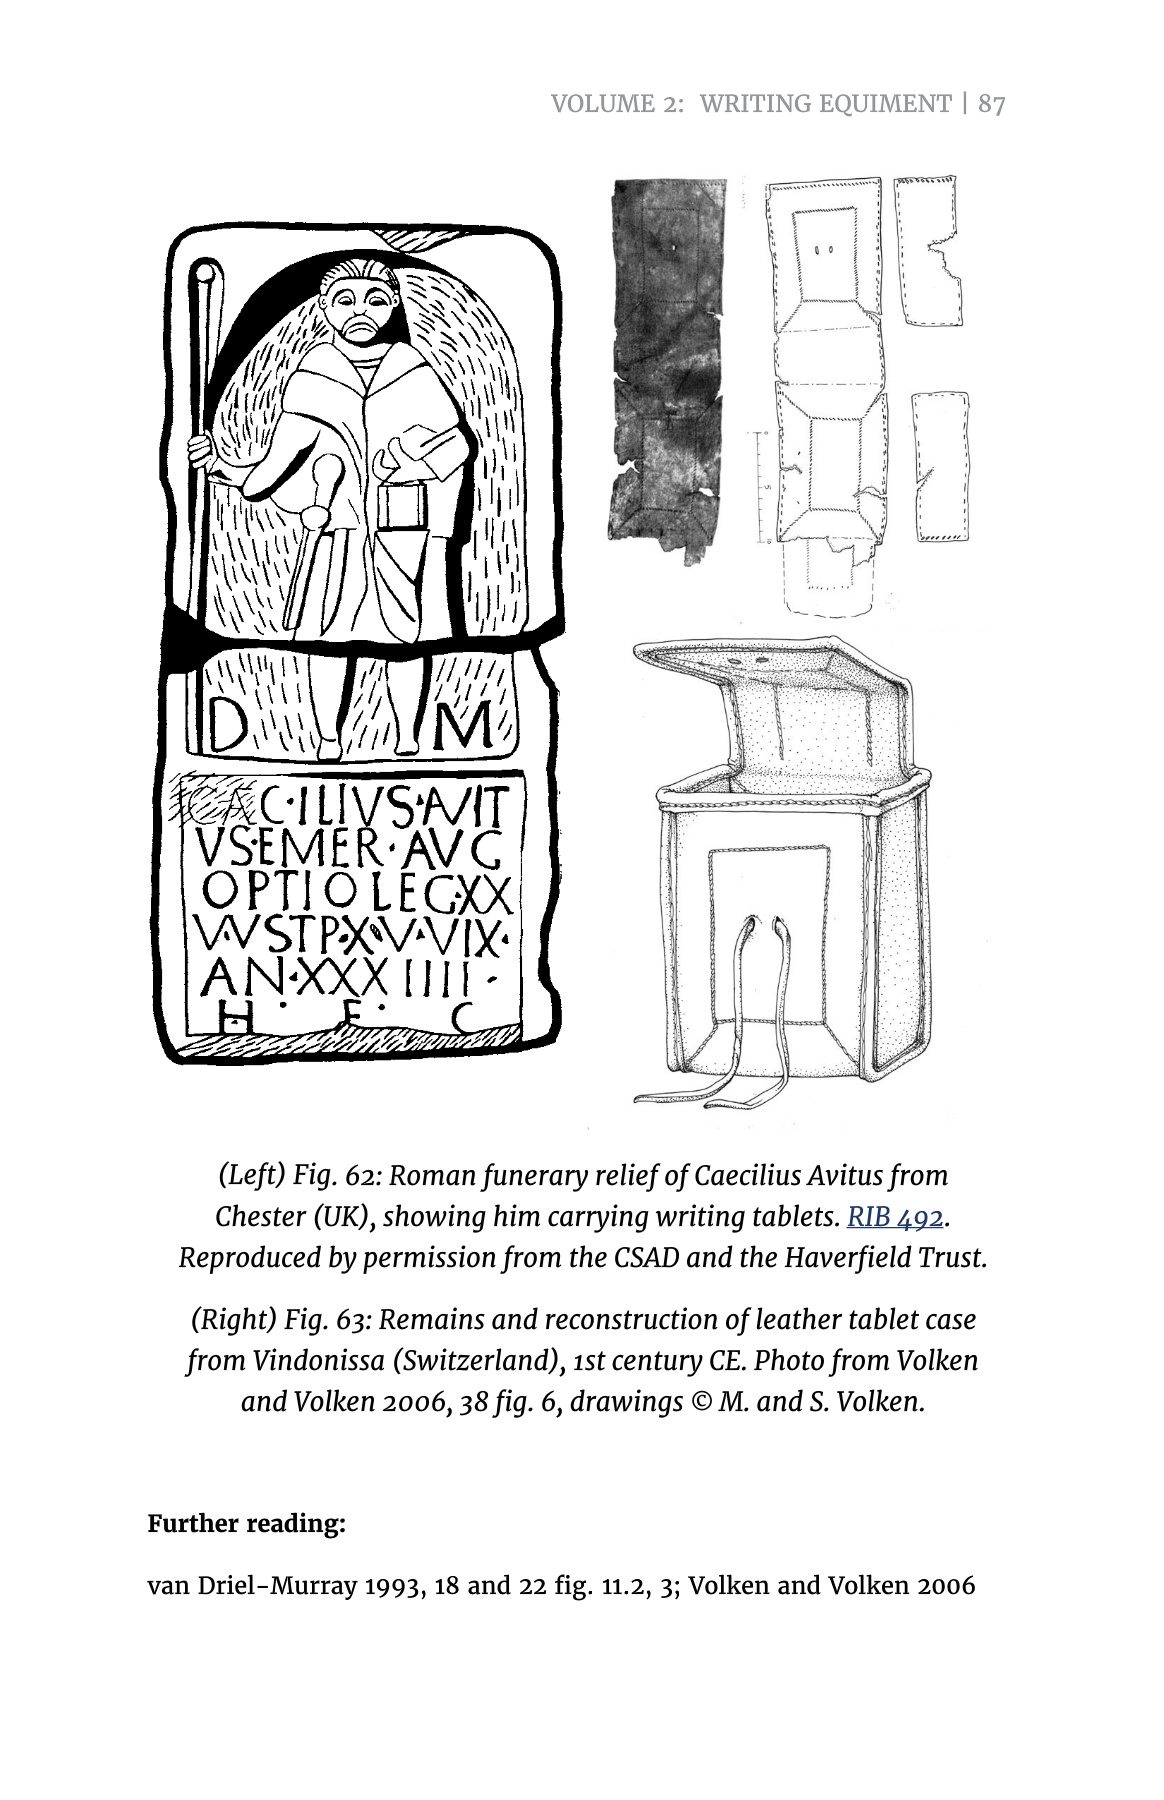 VOLUME 2: WRITING EQUIMENT | 87
D M
CAC·ILIVS·AVIT
VS·EMER·AVG
OPTIO LEG·XX
V·V STP·X·V·VIX·
AN·XXXIIII·
H · F · C
5
(Left) Fig. 62: Roman funerary relief of Caecilius Avitus from
Chester (UK), showing him carrying writing tablets. RIB 492.
Reproduced by permission from the CSAD and the Haverfield Trust.
(Right) Fig. 63: Remains and reconstruction of leather tablet case
from Vindonissa (Switzerland), 1st century CE. Photo from Volken
and Volken 2006, 38 fig. 6, drawings © M. and S. Volken.
Further reading:
van Driel-Murray 1993, 18 and 22 fig. 11.2, 3; Volken and Volken 2006